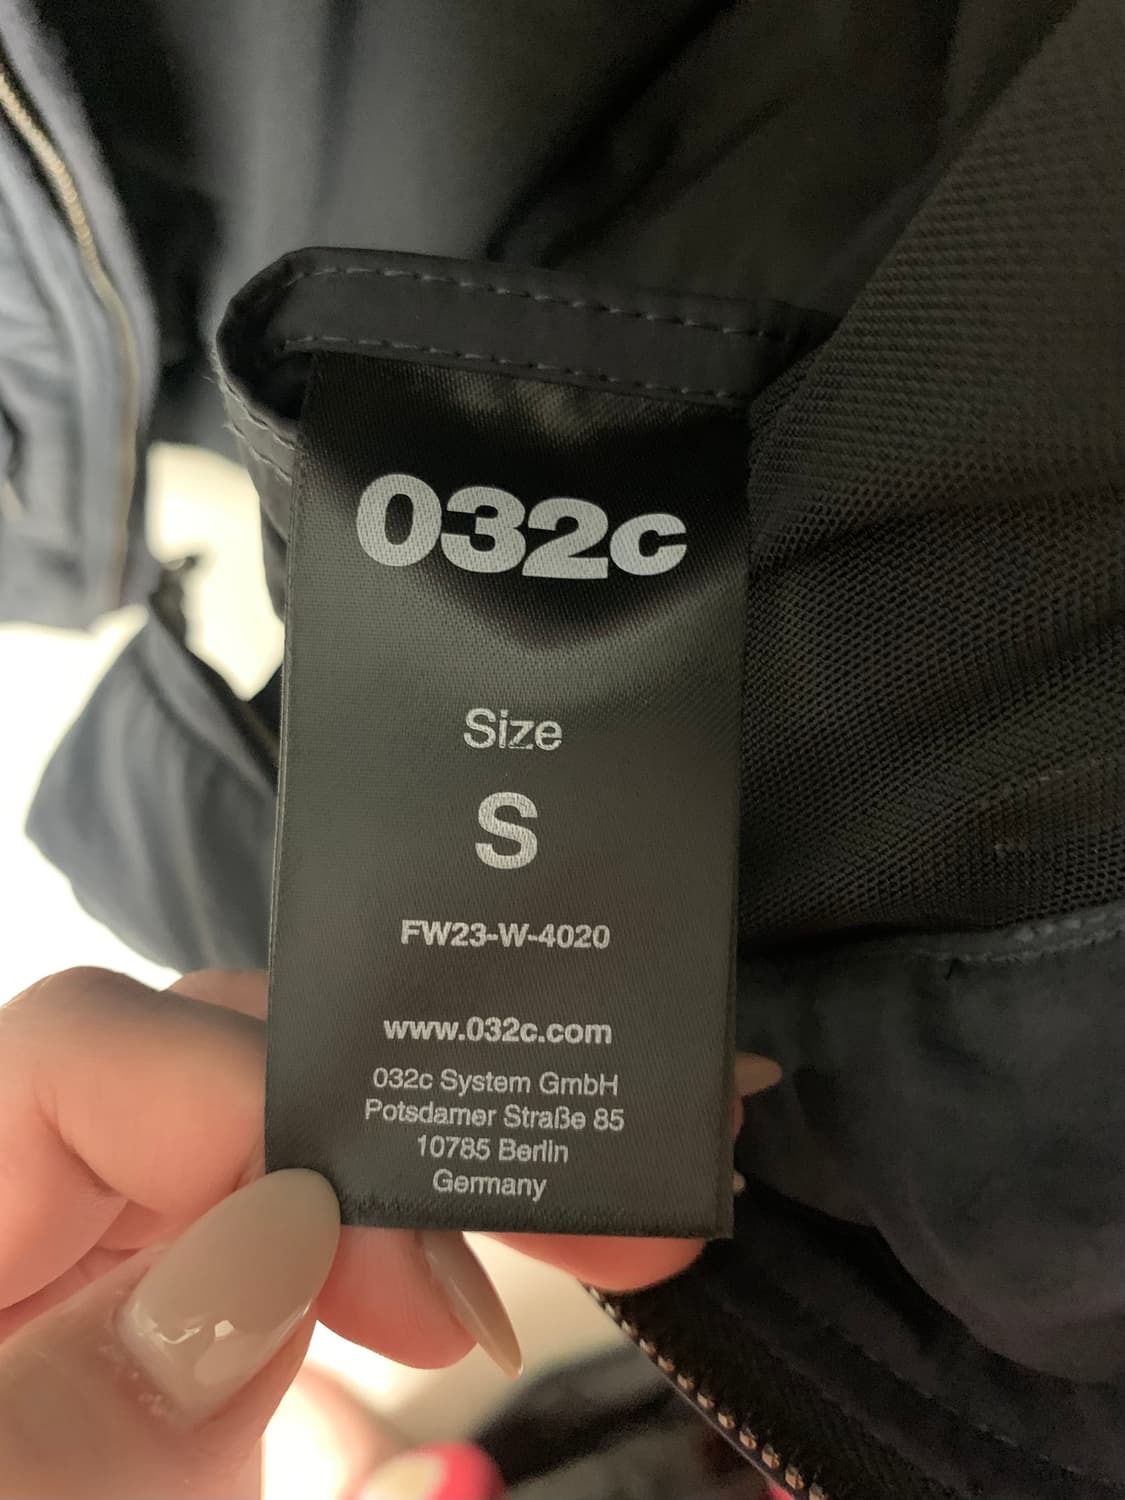 032c
Size
S
FW23-W-4020
www.032c.com
032c System GmbH
Potsdamer Straße 85
10785 Berlin
Germany